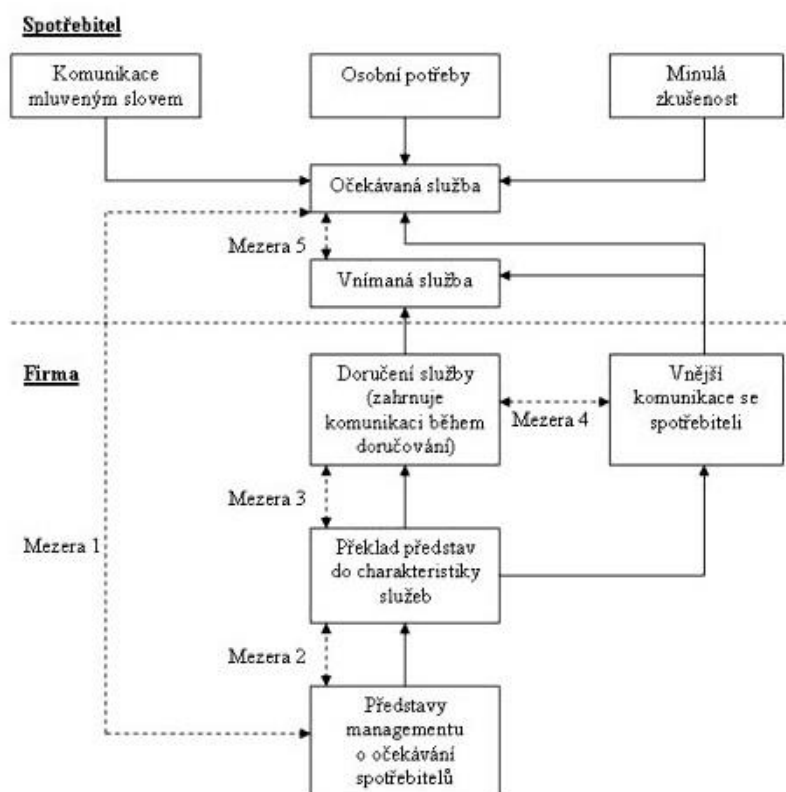 Spotřebitel
Komunikace
mluveným slovem
Osobní potřeby
Minulá
zkušenost
Očekávaná služba
Mezera 5
Vnímaná služba
Firma
Doručení služby
(zahrnuje
komunikaci během
doručování)
Mezera 4
Vnější
komunikace se
spotřebiteli
Mezera 3
Mezera 1
Překlad představ
do charakteristiky
služeb
Mezera 2
Představy
managementu
o očekávání
spotřebitelů